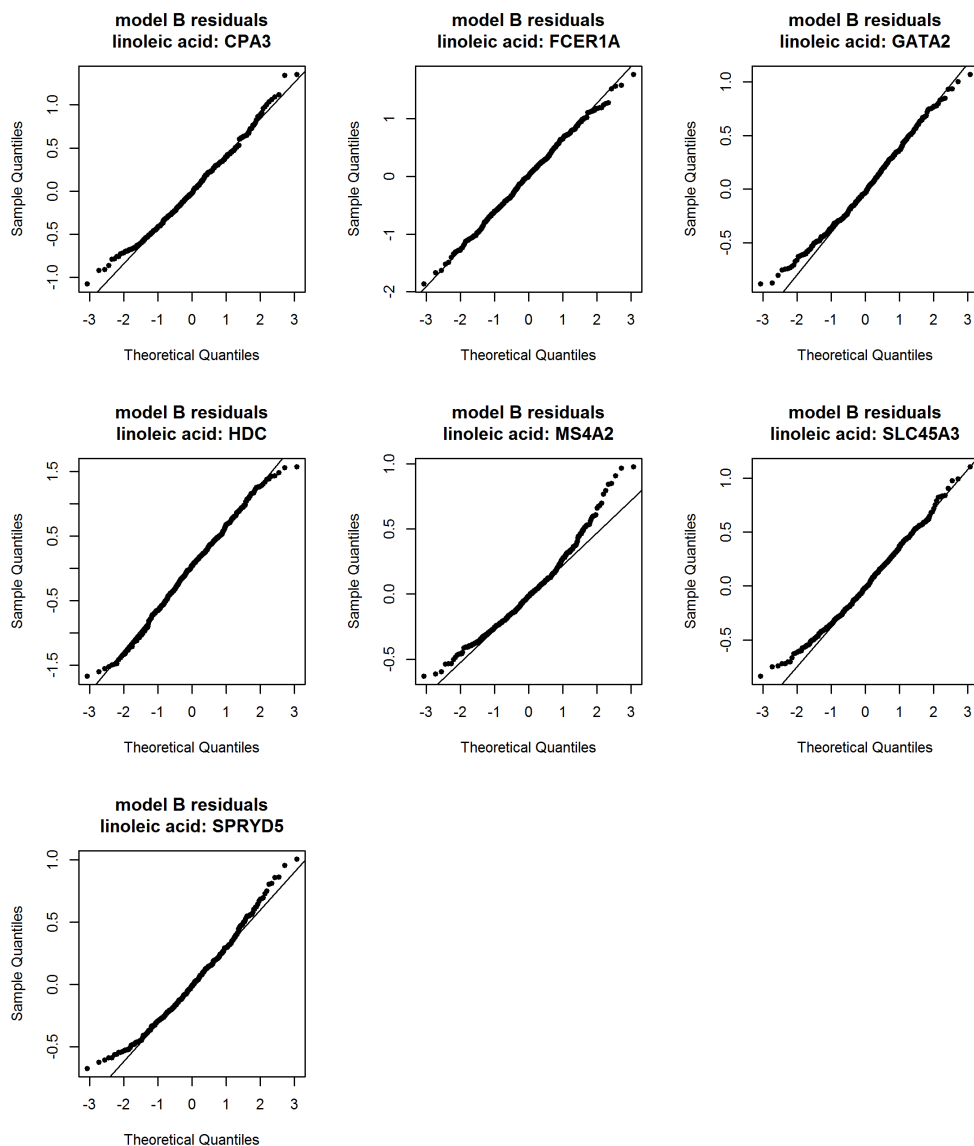 model B residuals
linoleic acid: CPA3
Sample Quantiles
-1.0 0.0 1.0
-3 -2 -1 0 1 2 3
Theoretical Quantiles
model B residuals
linoleic acid: FCER1A
Sample Quantiles
-2 -1 0 1
-3 -2 -1 0 1 2 3
Theoretical Quantiles
model B residuals
linoleic acid: GATA2
Sample Quantiles
-0.5 0.0 0.5 1.0
-3 -2 -1 0 1 2 3
Theoretical Quantiles
model B residuals
linoleic acid: HDC
Sample Quantiles
-1.5 -0.5 0.5 1.5
-3 -2 -1 0 1 2 3
Theoretical Quantiles
model B residuals
linoleic acid: MS4A2
Sample Quantiles
-0.5 0.0 0.5 1.0
-3 -2 -1 0 1 2 3
Theoretical Quantiles
model B residuals
linoleic acid: SLC45A3
Sample Quantiles
-0.5 0.0 0.5 1.0
-3 -2 -1 0 1 2 3
Theoretical Quantiles
model B residuals
linoleic acid: SPRYD5
Sample Quantiles
-0.5 0.0 0.5 1.0
-3 -2 -1 0 1 2 3
Theoretical Quantiles